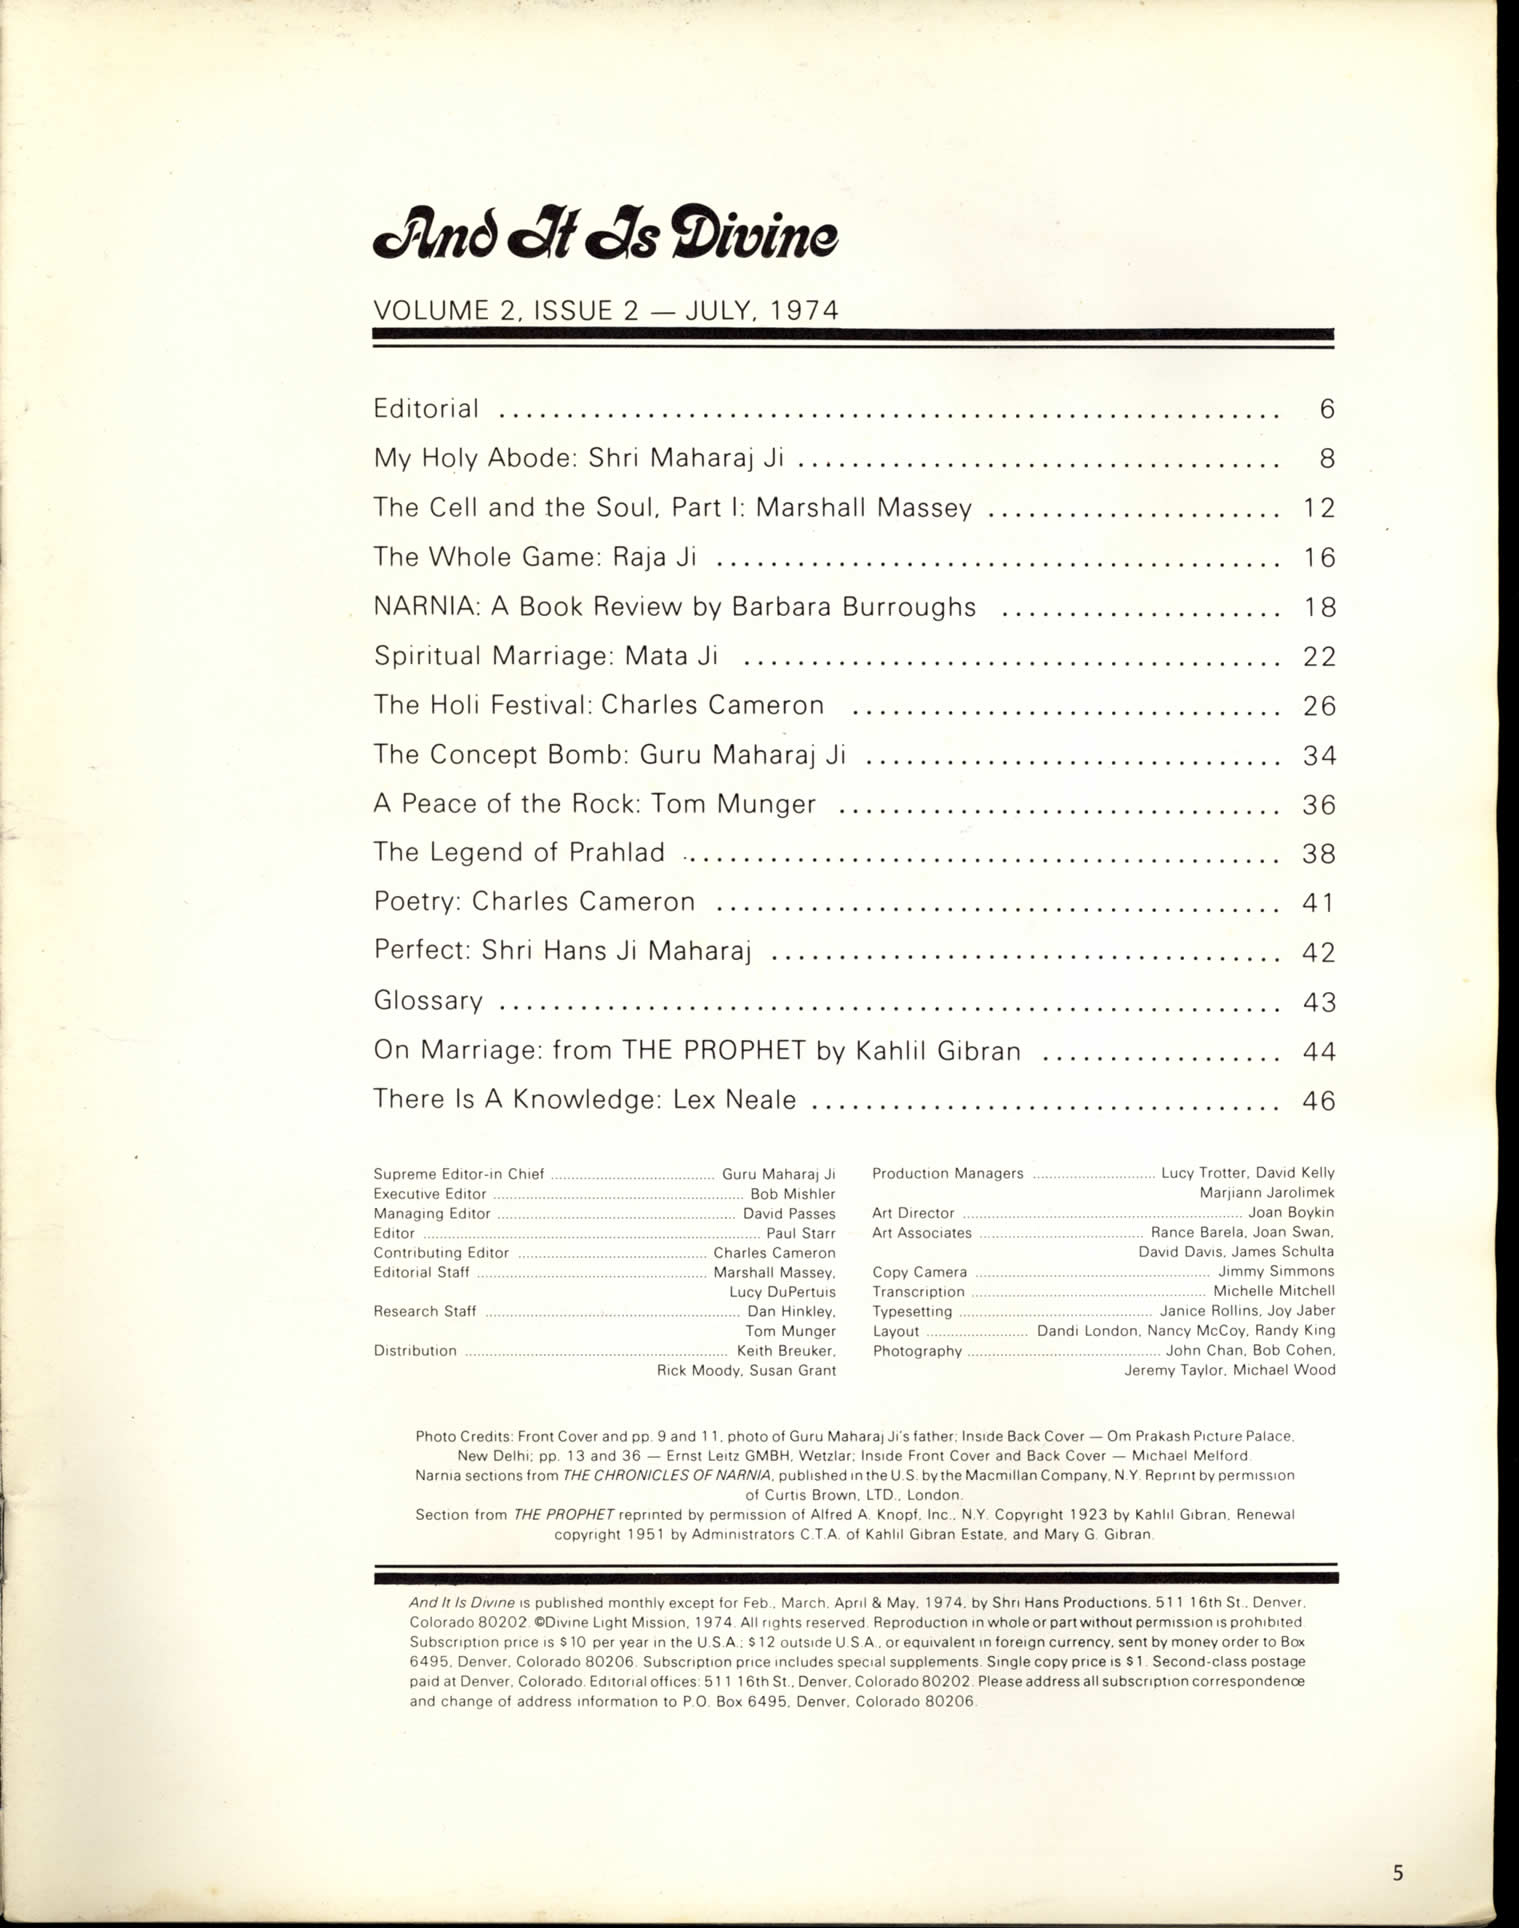 And It Is Divine
VOLUME 2, ISSUE 2 — JULY, 1974
Editorial ........................................................ 6
My Holy Abode: Shri Maharaj Ji .................................... 8
The Cell and the Soul, Part I: Marshall Massey ...................... 12
The Whole Game: Raja Ji .......................................... 16
NARNIA: A Book Review by Barbara Burroughs ..................... 18
Spiritual Marriage: Mata Ji ........................................ 22
The Holi Festival: Charles Cameron ................................ 26
The Concept Bomb: Guru Maharaj Ji ............................... 34
A Peace of the Rock: Tom Munger ................................. 36
The Legend of Prahlad ............................................ 38
Poetry: Charles Cameron .......................................... 41
Perfect: Shri Hans Ji Maharaj ...................................... 42
Glossary ........................................................ 43
On Marriage: from THE PROPHET by Kahlil Gibran .................. 44
There Is A Knowledge: Lex Neale ................................... 46
Supreme Editor-in Chief ........................ Guru Maharaj Ji
Executive Editor ........................ Bob Mishler
Managing Editor ........................ David Passes
Editor ........................ Paul Starr
Contributing Editor ........................ Charles Cameron
Editorial Staff ........................ Marshall Massey,
Lucy DuPertuis
Research Staff ........................ Dan Hinkley,
Tom Munger
Distribution ........................ Keith Breuker,
Rick Moody, Susan Grant
Production Managers ........................ Lucy Trotter, David Kelly
Marjiann Jarolimek
Art Director ........................ Joan Boykin
Art Associates ........................ Rance Barela, Joan Swan,
David Davis, James Schulta
Copy Camera ........................ Jimmy Simmons
Transcription ........................ Michelle Mitchell
Typesetting ........................ Janice Rollins, Joy Jaber
Layout ........................ Dandi London, Nancy McCoy, Randy King
Photography ........................ John Chan, Bob Cohen,
Jeremy Taylor, Michael Wood
Photo Credits: Front Cover and pp. 9 and 11, photo of Guru Maharaj Ji's father; Inside Back Cover — Om Prakash Picture Palace,
New Delhi; pp. 13 and 36 — Ernst Leitz GMBH, Wetzlar; Inside Front Cover and Back Cover — Michael Melford.
Narnia sections from THE CHRONICLES OF NARNIA, published in the U.S. by the Macmillan Company, N.Y. Reprint by permission
of Curtis Brown, LTD., London.
Section from THE PROPHET reprinted by permission of Alfred A. Knopf, Inc., N.Y. Copyright 1923 by Kahlil Gibran, Renewal
copyright 1951 by Administrators C.T.A. of Kahlil Gibran Estate, and Mary G. Gibran.
And It Is Divine is published monthly except for Feb., March, April & May, 1974, by Shri Hans Productions, 511 16th St., Denver,
Colorado 80202. ©Divine Light Mission, 1974. All rights reserved. Reproduction in whole or part without permission is prohibited.
Subscription price is $10 per year in the U.S.A.; $12 outside U.S.A., or equivalent in foreign currency, sent by money order to Box
6495, Denver, Colorado 80206. Subscription price includes special supplements. Single copy price is $1. Second-class postage
paid at Denver, Colorado. Editorial offices: 511 16th St., Denver, Colorado 80202. Please address all subscription correspondence
and change of address information to P.O. Box 6495, Denver, Colorado 80206.
5